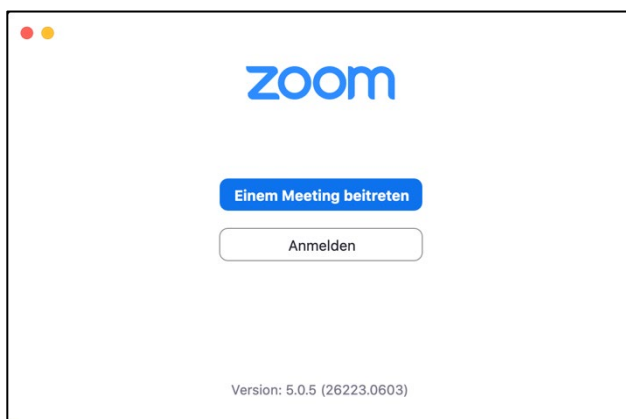 zoom
Einem Meeting beitreten
Anmelden
Version: 5.0.5 (26223.0603)